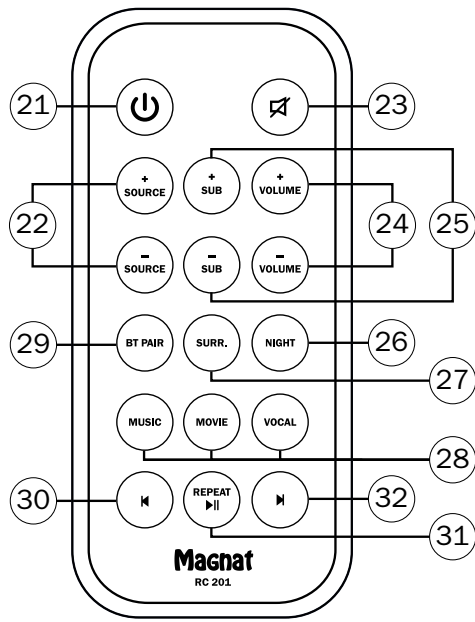 21
23
+ + +
SOURCE SUB VOLUME
22 24 25
− − −
SOURCE SUB VOLUME
29 BT PAIR SURR. NIGHT 26
27
MUSIC MOVIE VOCAL
28
30 REPEAT 32
31
Magnat
RC 201